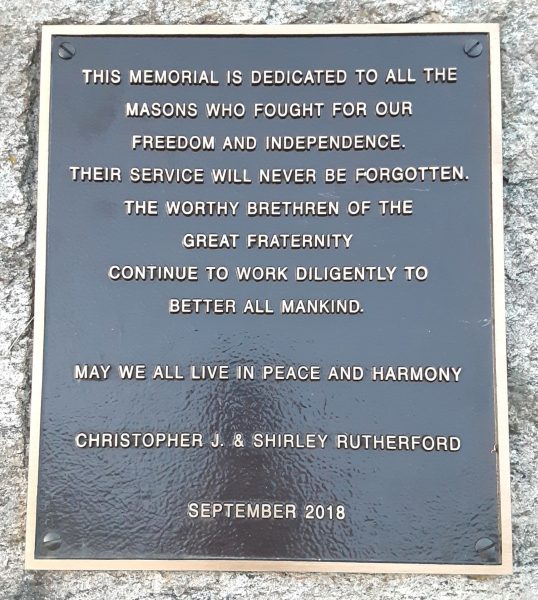 THIS MEMORIAL IS DEDICATED TO ALL THE
MASONS WHO FOUGHT FOR OUR
FREEDOM AND INDEPENDENCE.
THEIR SERVICE WILL NEVER BE FORGOTTEN.
THE WORTHY BRETHREN OF THE
GREAT FRATERNITY
CONTINUE TO WORK DILIGENTLY TO
BETTER ALL MANKIND.
MAY WE ALL LIVE IN PEACE AND HARMONY
CHRISTOPHER J. & SHIRLEY RUTHERFORD
SEPTEMBER 2018